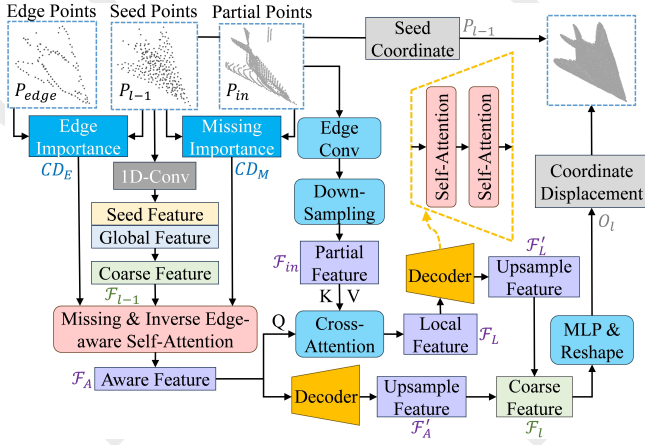 Edge Points
Seed Points
Partial Points
P_edge
P_{l-1}
P_in
Seed
Coordinate
P_{l-1}
Edge
Importance
Missing
Importance
CD_E
CD_M
1D-Conv
Seed Feature
Global Feature
Coarse Feature
F_{l-1}
Missing & Inverse Edge-
aware Self-Attention
F_A
Aware Feature
Edge
Conv
Down-
Sampling
F_in
Partial
Feature
K
V
Q
Cross-
Attention
Local
Feature
F_L
Decoder
Self-Attention
Self-Attention
Upsample
Feature
F′_L
Decoder
Upsample
Feature
F′_A
Coarse
Feature
F_l
MLP &
Reshape
O_l
Coordinate
Displacement